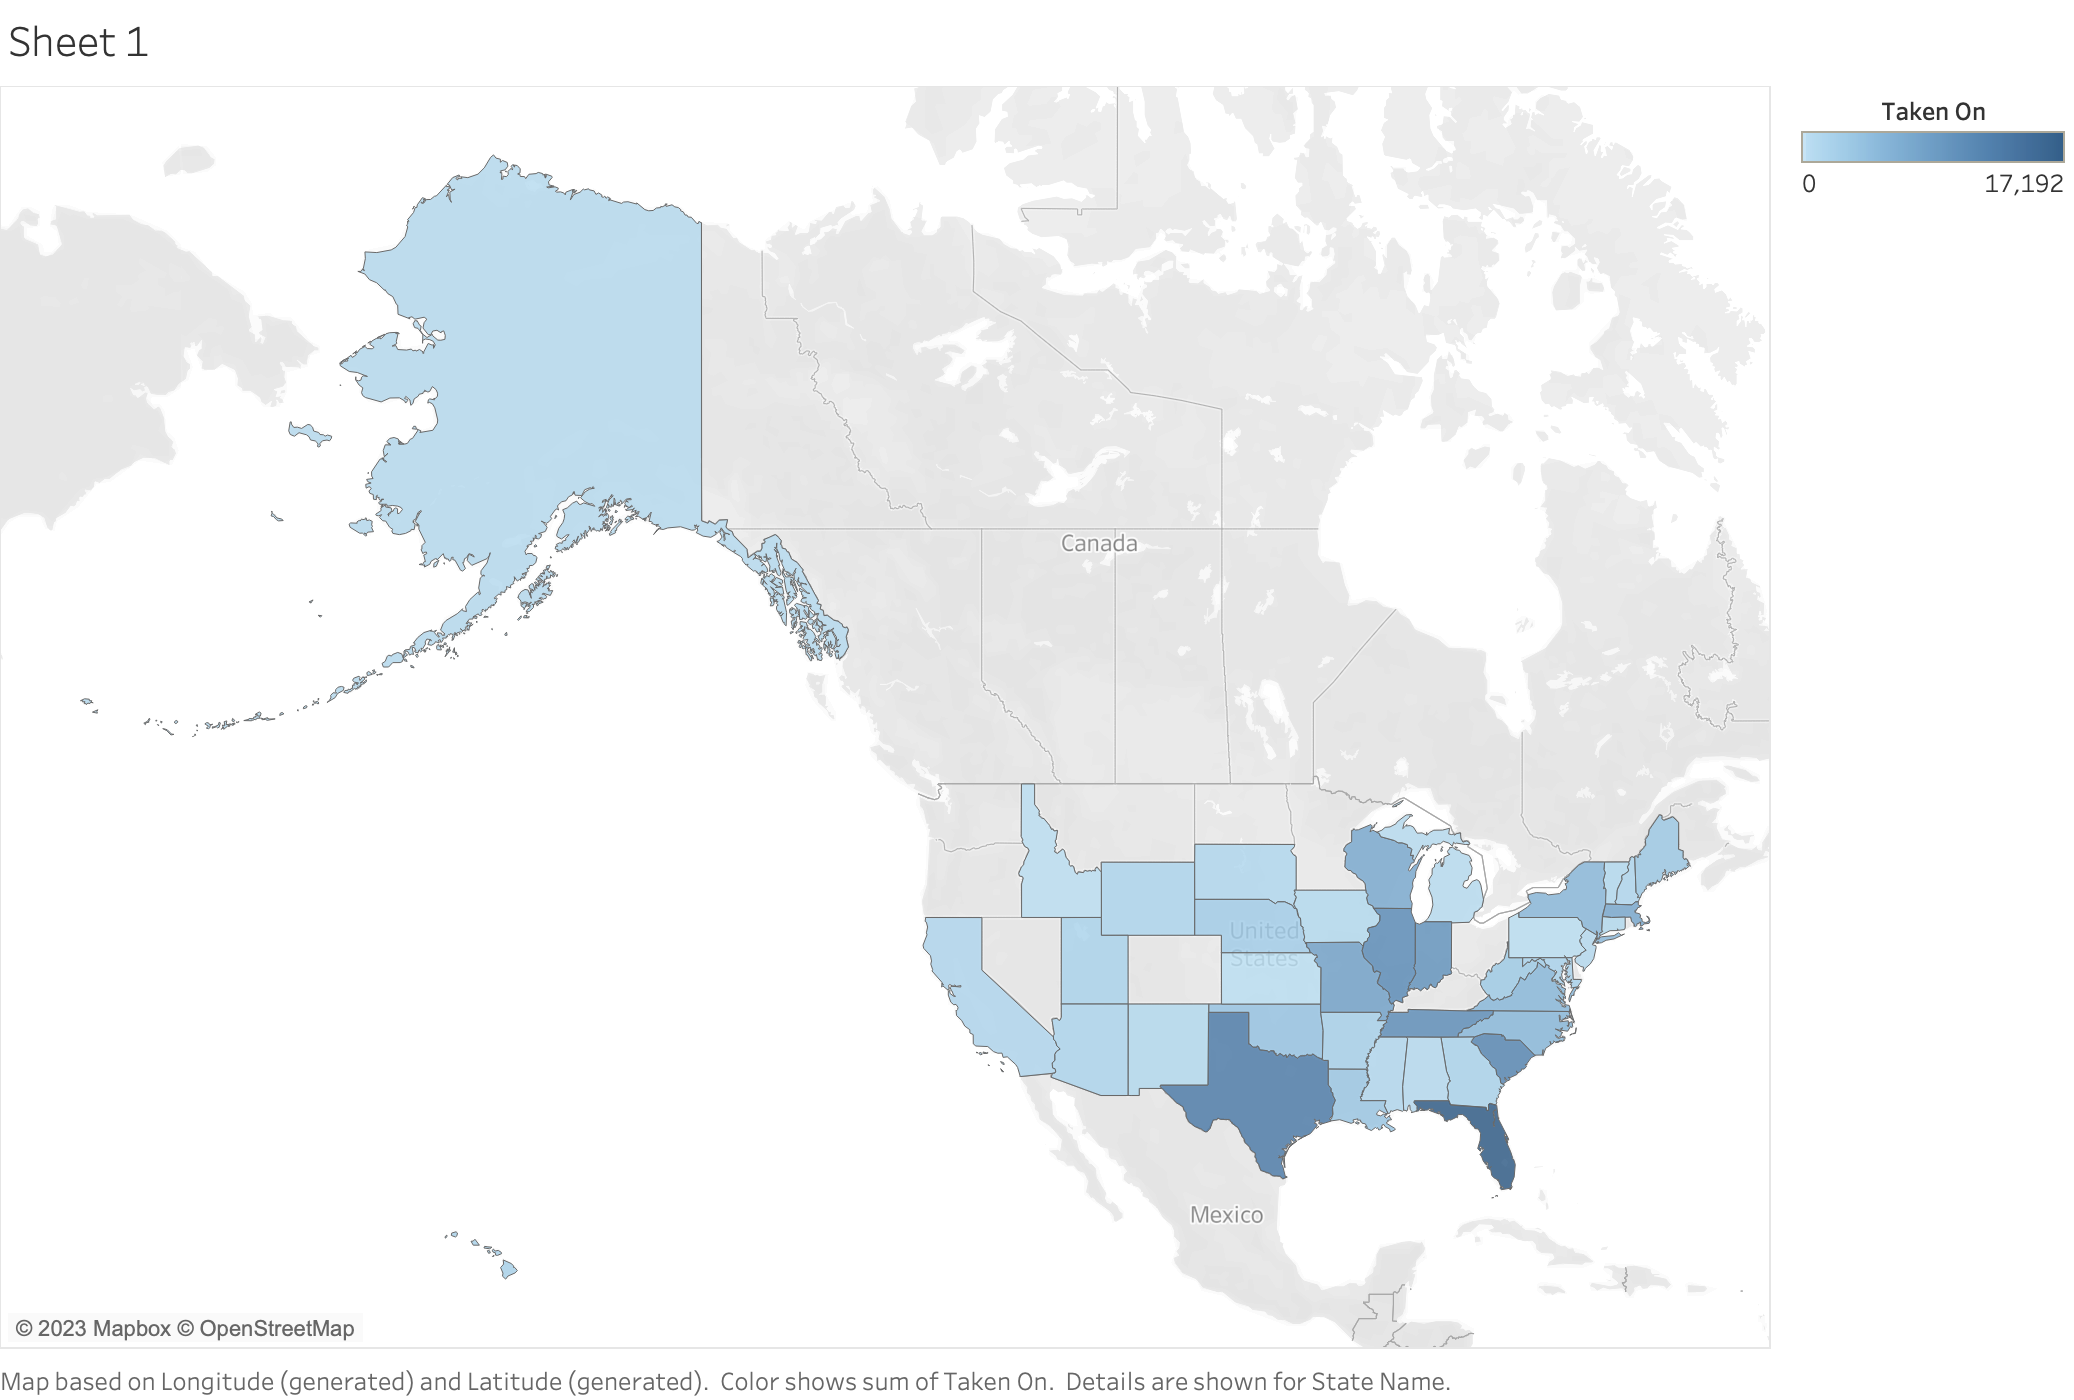 Sheet 1
Taken On
0 17,192
Canada
United
States
Mexico
© 2023 Mapbox © OpenStreetMap
Map based on Longitude (generated) and Latitude (generated).  Color shows sum of Taken On.  Details are shown for State Name.